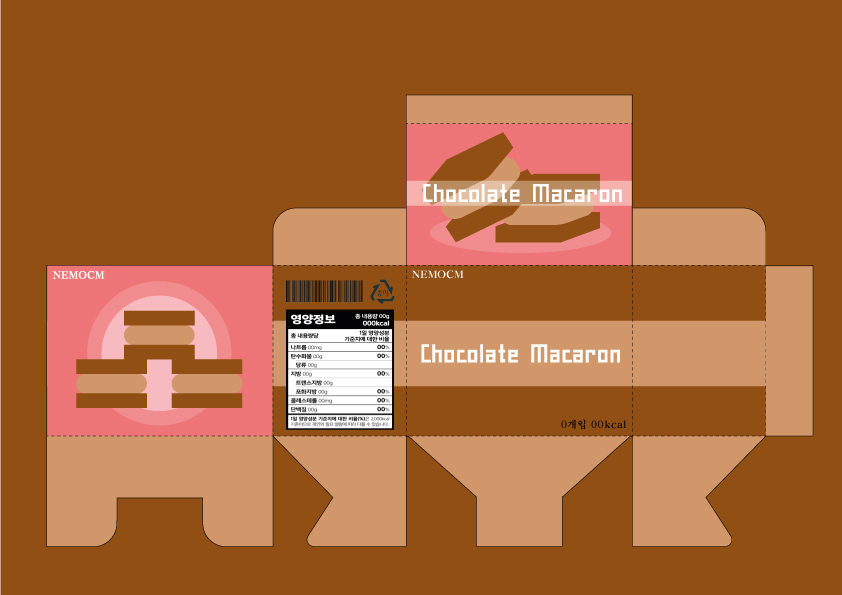 Chocolate Macaron
NEMOCM
NEMOCM
종이
영양정보
총 내용량 00g
000kcal
총 내용량당
1일 영양성분
기준치에 대한 비율
나트륨 00mg 00%
탄수화물 00g 00%
당류 00g
지방 00g 00%
트랜스지방 00g
포화지방 00g 00%
콜레스테롤 00mg 00%
단백질 00g 00%
1일 영양성분 기준치에 대한 비율(%)은 2,000kcal
기준이므로 개인의 필요 열량에 따라 다를 수 있습니다.
Chocolate Macaron
0개입 00kcal